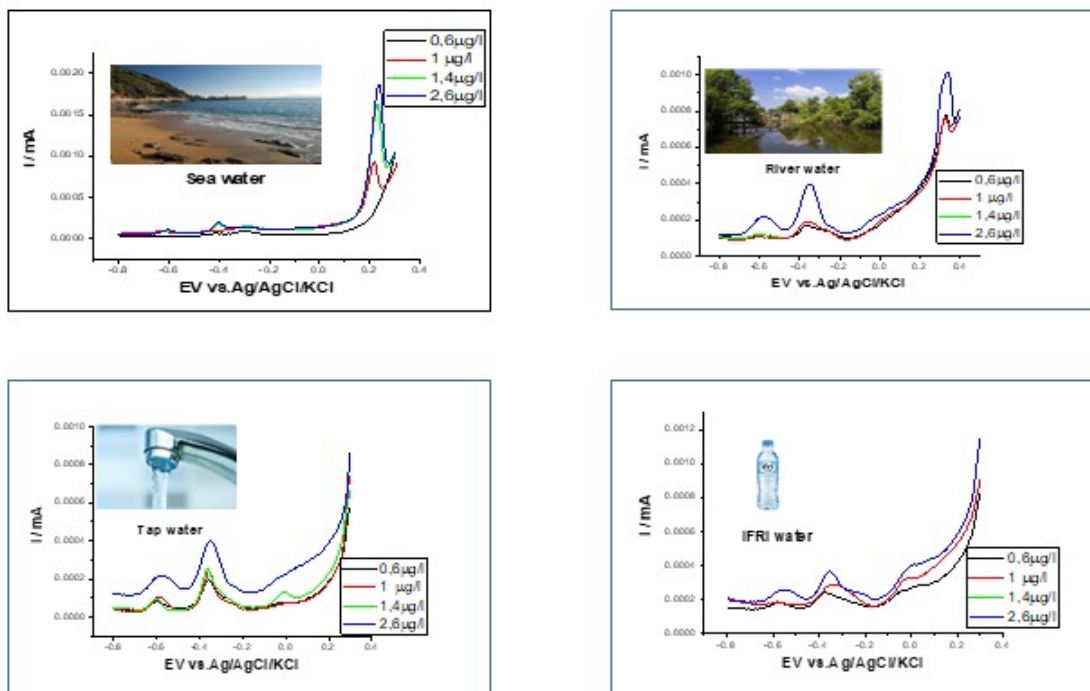 0,6µg/l
1 µg/l
1,4µg/l
2,6µg/l
0.0020
0.0015
0.0010
0.0005
0.0000
I / mA
Sea water
-0.8
-0.6
-0.4
-0.2
0.0
0.2
0.4
EV vs.Ag/AgCl/KCl
0.0010
0.0008
0.0006
0.0004
0.0002
0.0000
I / mA
River water
0,6µg/l
1 µg/l
1,4µg/l
2,6µg/l
-0.8
-0.6
-0.4
-0.2
0.0
0.2
0.4
EV vs.Ag/AgCl/KCl
0.0010
0.0008
0.0006
0.0004
0.0002
0.0000
I / mA
Tap water
0,6µg/l
1 µg/l
1,4µg/l
2,6µg/l
-0.8
-0.6
-0.4
-0.2
0.0
0.2
0.4
EV vs.Ag/AgCl/KCl
0.0012
0.0010
0.0008
0.0006
0.0004
0.0002
0.0000
I / mA
IFRI water
0,6µg/l
1 µg/l
1,4µg/l
2,6µg/l
-0.8
-0.6
-0.4
-0.2
0.0
0.2
0.4
EV vs.Ag/AgCl/KCl